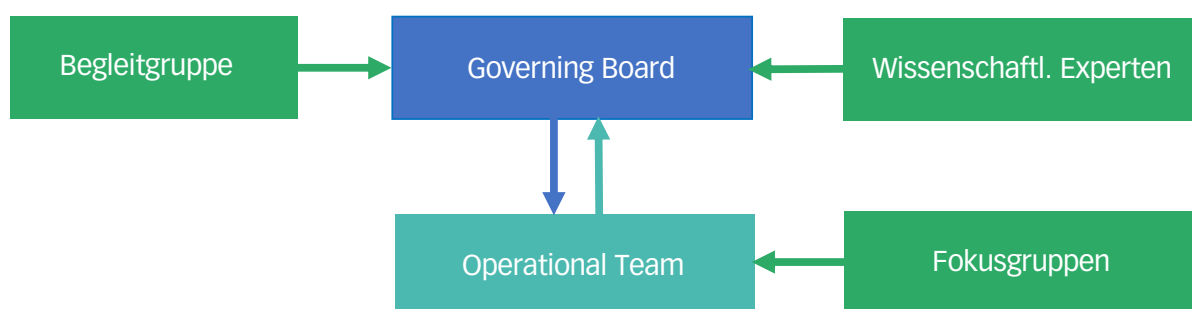 Begleitgruppe
Governing Board
Wissenschaftl. Experten
Operational Team
Fokusgruppen